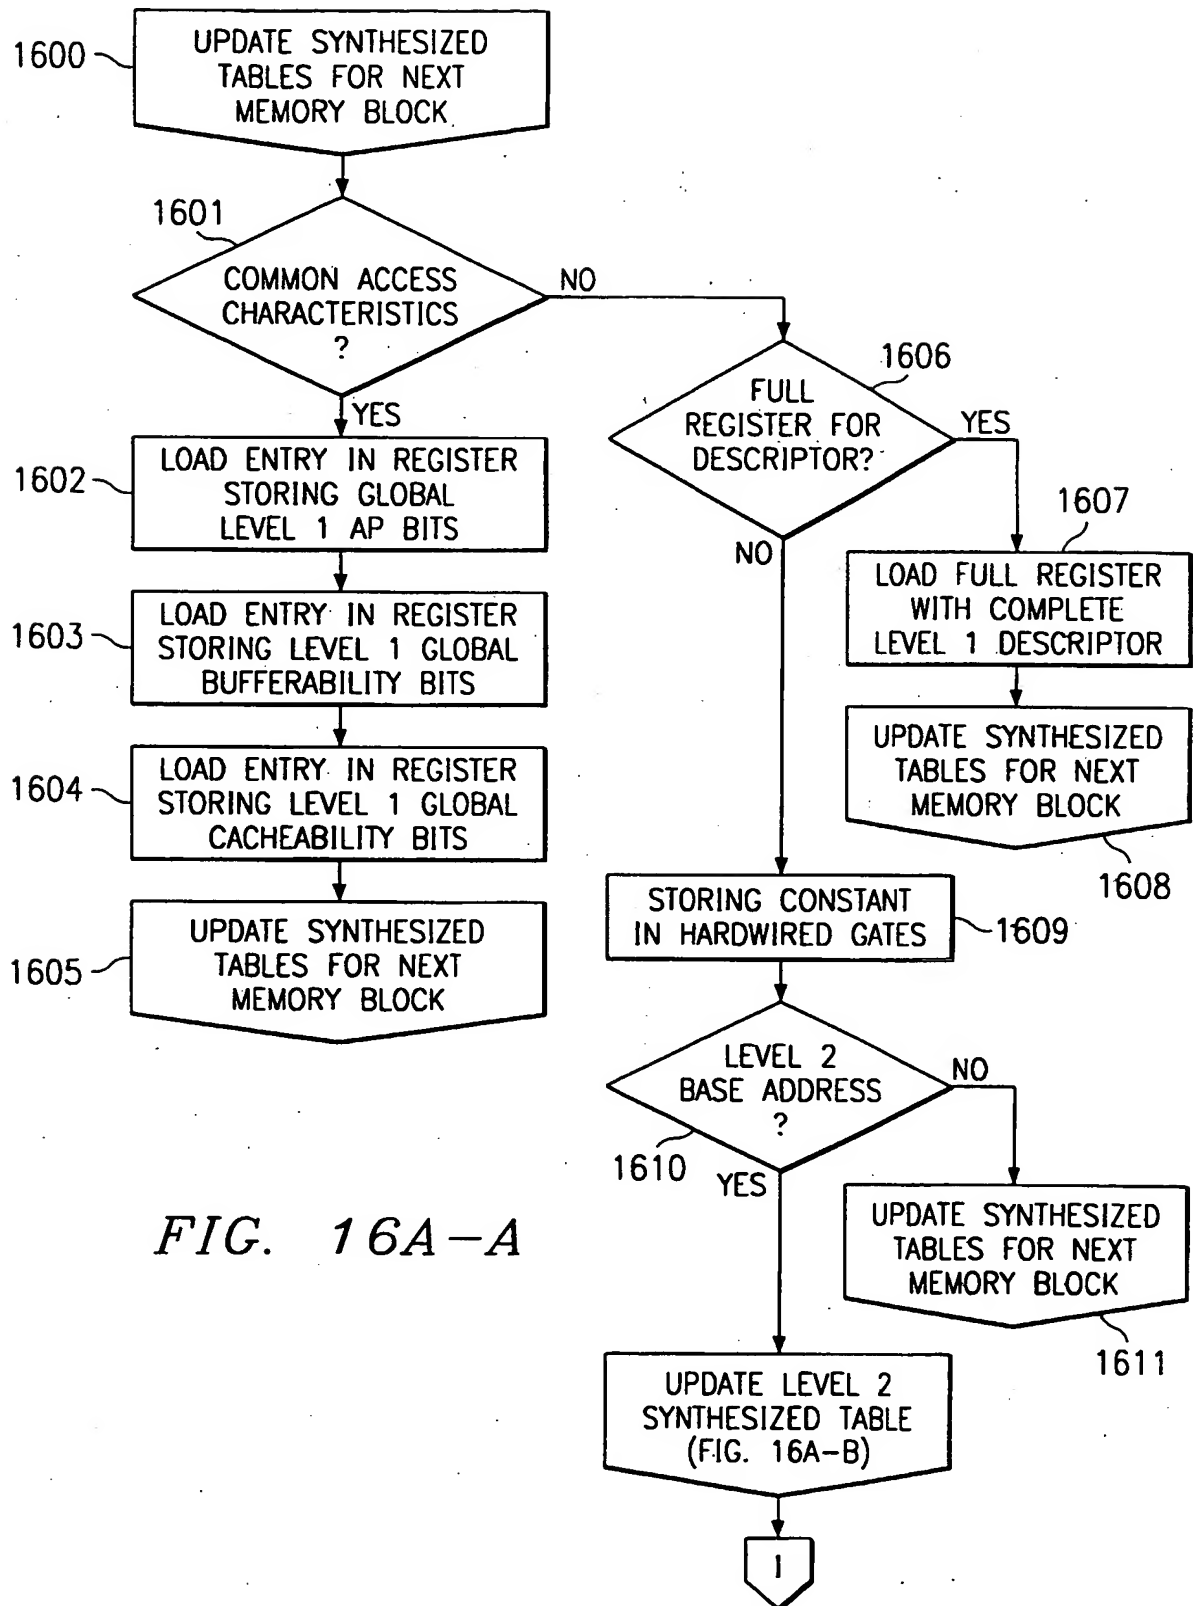 1600
UPDATE SYNTHESIZED
TABLES FOR NEXT
MEMORY BLOCK
1601
COMMON ACCESS
CHARACTERISTICS
?
NO
YES
1602
LOAD ENTRY IN REGISTER
STORING GLOBAL
LEVEL 1 AP BITS
1603
LOAD ENTRY IN REGISTER
STORING LEVEL 1 GLOBAL
BUFFERABILITY BITS
1604
LOAD ENTRY IN REGISTER
STORING LEVEL 1 GLOBAL
CACHEABILITY BITS
1605
UPDATE SYNTHESIZED
TABLES FOR NEXT
MEMORY BLOCK
1606
FULL
REGISTER FOR
DESCRIPTOR?
YES
NO
1607
LOAD FULL REGISTER
WITH COMPLETE
LEVEL 1 DESCRIPTOR
UPDATE SYNTHESIZED
TABLES FOR NEXT
MEMORY BLOCK
1608
STORING CONSTANT
IN HARDWIRED GATES
1609
LEVEL 2
BASE ADDRESS
?
1610
NO
YES
UPDATE SYNTHESIZED
TABLES FOR NEXT
MEMORY BLOCK
1611
UPDATE LEVEL 2
SYNTHESIZED TABLE
(FIG. 16A-B)
1
FIG. 16A-A